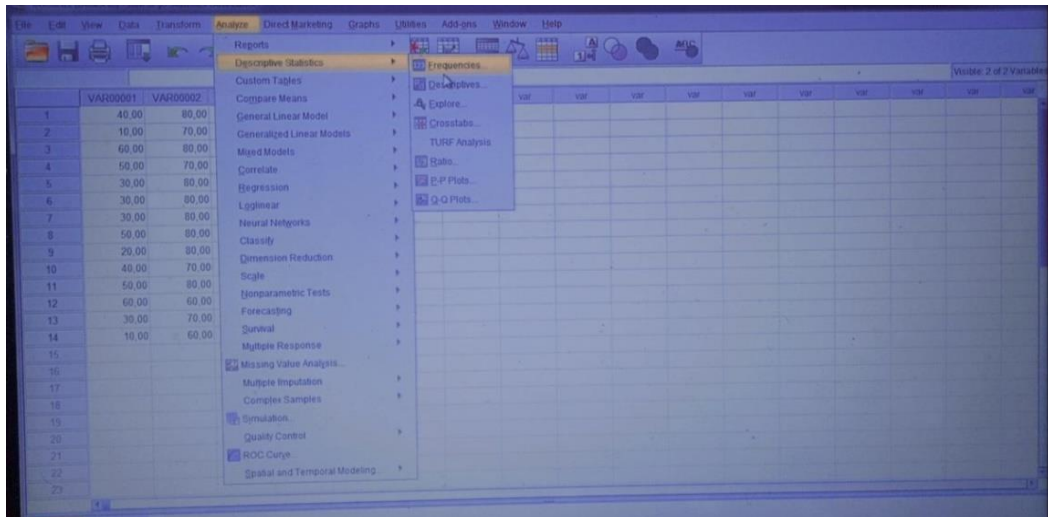 File Edit View Data Transform Analyze Direct Marketing Graphs Utilities Add-ons Window Help
Visible: 2 of 2 Variables
Reports
Descriptive Statistics
Custom Tables
Compare Means
General Linear Model
Generalized Linear Models
Mixed Models
Correlate
Regression
Loglinear
Neural Networks
Classify
Dimension Reduction
Scale
Nonparametric Tests
Forecasting
Survival
Multiple Response
Missing Value Analysis...
Multiple Imputation
Complex Samples
Simulation...
Quality Control
ROC Curve...
Spatial and Temporal Modeling...
Frequencies...
Descriptives...
Explore...
Crosstabs...
TURF Analysis
Ratio...
P-P Plots...
Q-Q Plots...
VAR00001 VAR00002 var var var var var var var var var
1 40,00 80,00
2 10,00 70,00
3 60,00 80,00
4 50,00 70,00
5 30,00 80,00
6 30,00 80,00
7 30,00 80,00
8 50,00 80,00
9 20,00 80,00
10 40,00 70,00
11 50,00 80,00
12 60,00 60,00
13 30,00 70,00
14 10,00 60,00
15
16
17
18
19
20
21
22
23